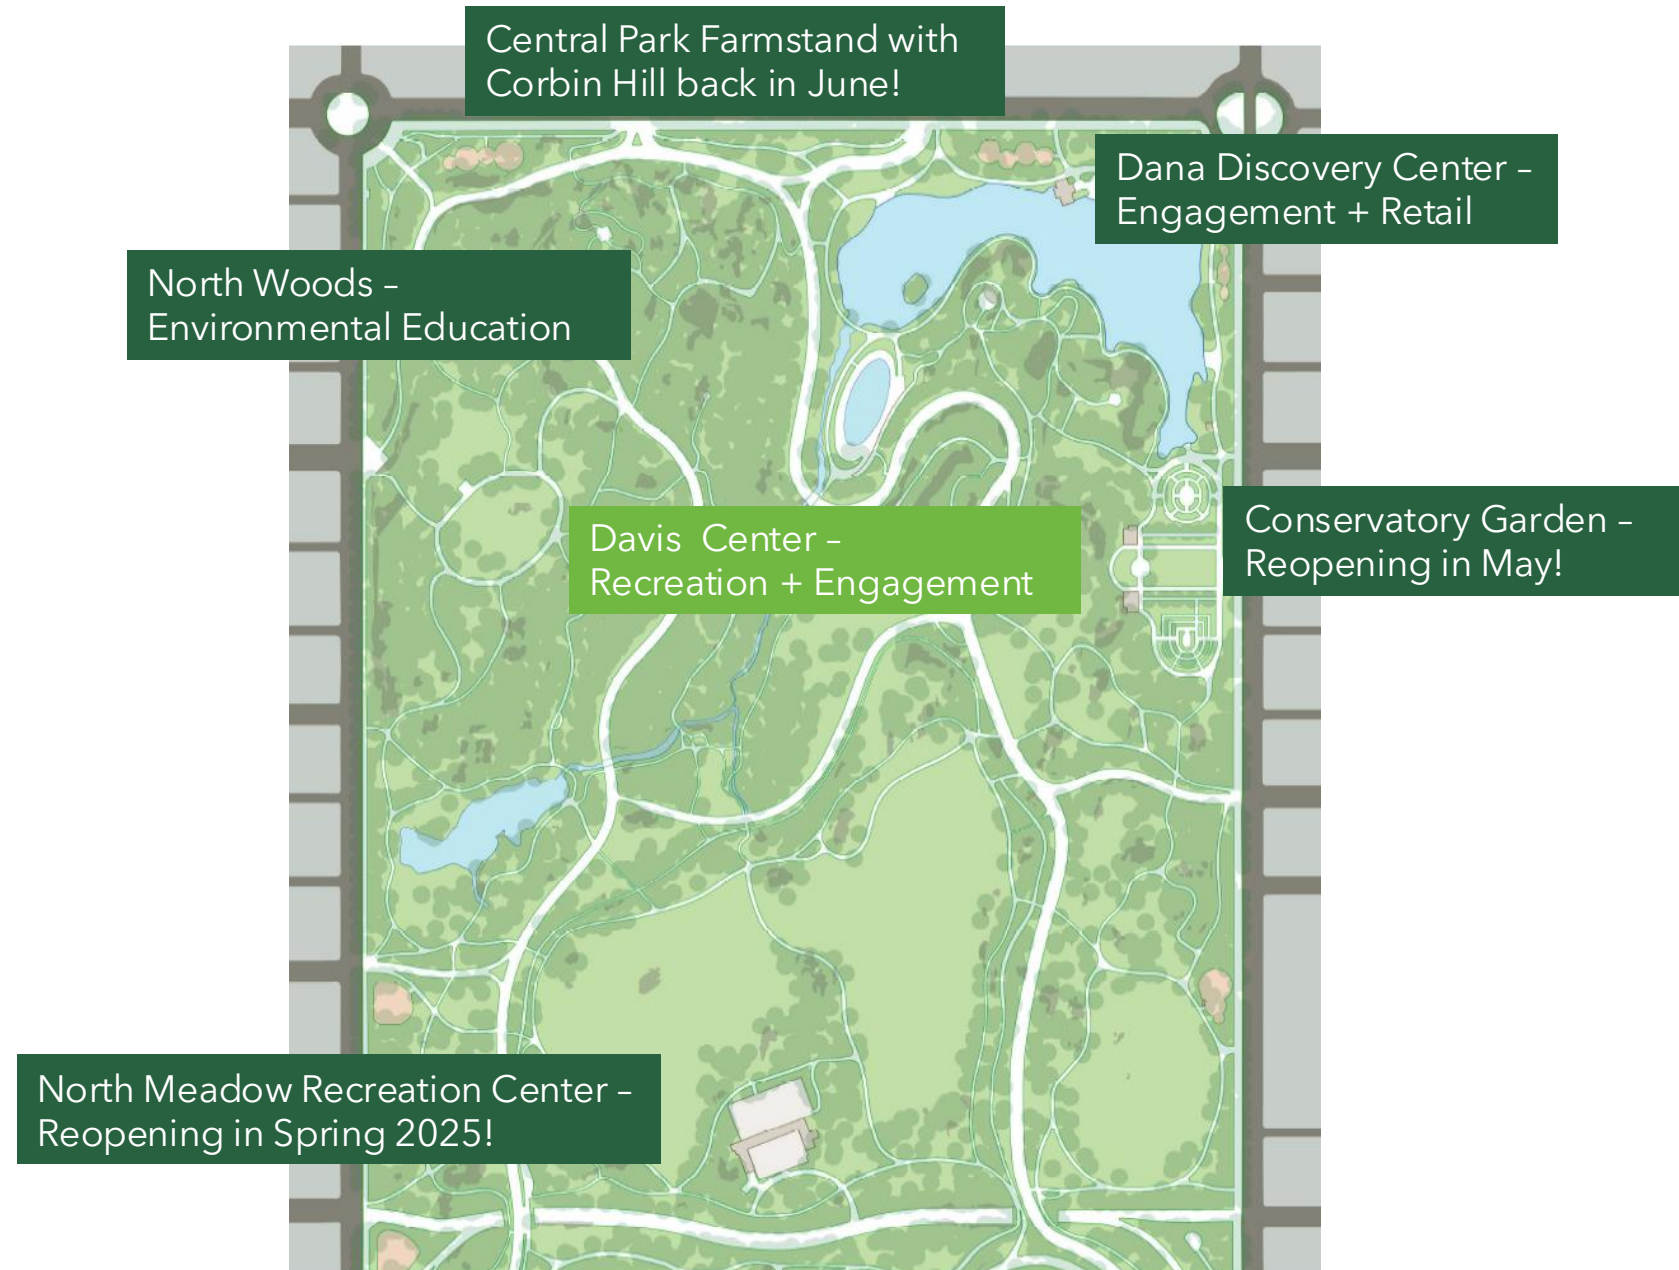 Central Park Farmstand with
Corbin Hill back in June!
Dana Discovery Center –
Engagement + Retail
North Woods –
Environmental Education
Conservatory Garden –
Reopening in May!
Davis  Center –
Recreation + Engagement
North Meadow Recreation Center –
Reopening in Spring 2025!